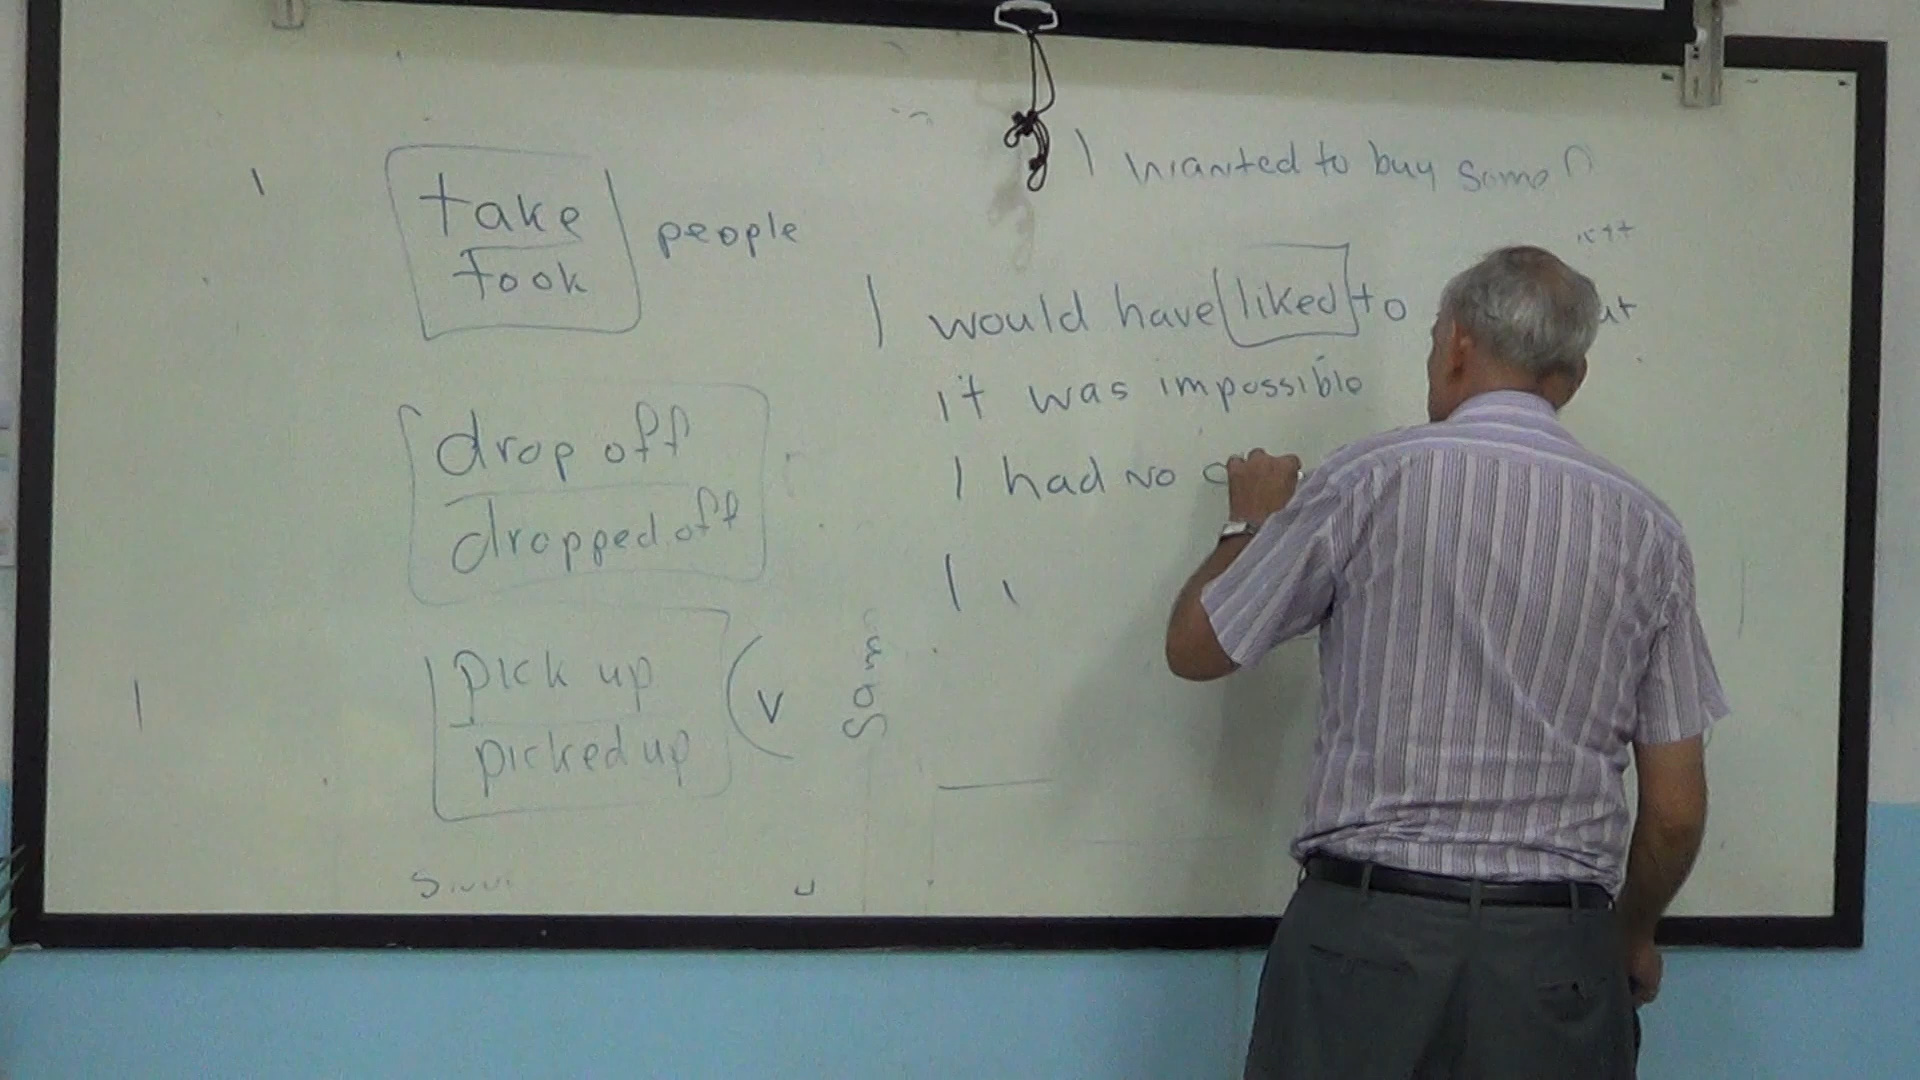 take
took
people
drop off
dropped off
pick up
picked up
V
Som
I wanted to buy some
I would have liked to
it was impossible
I had no
I